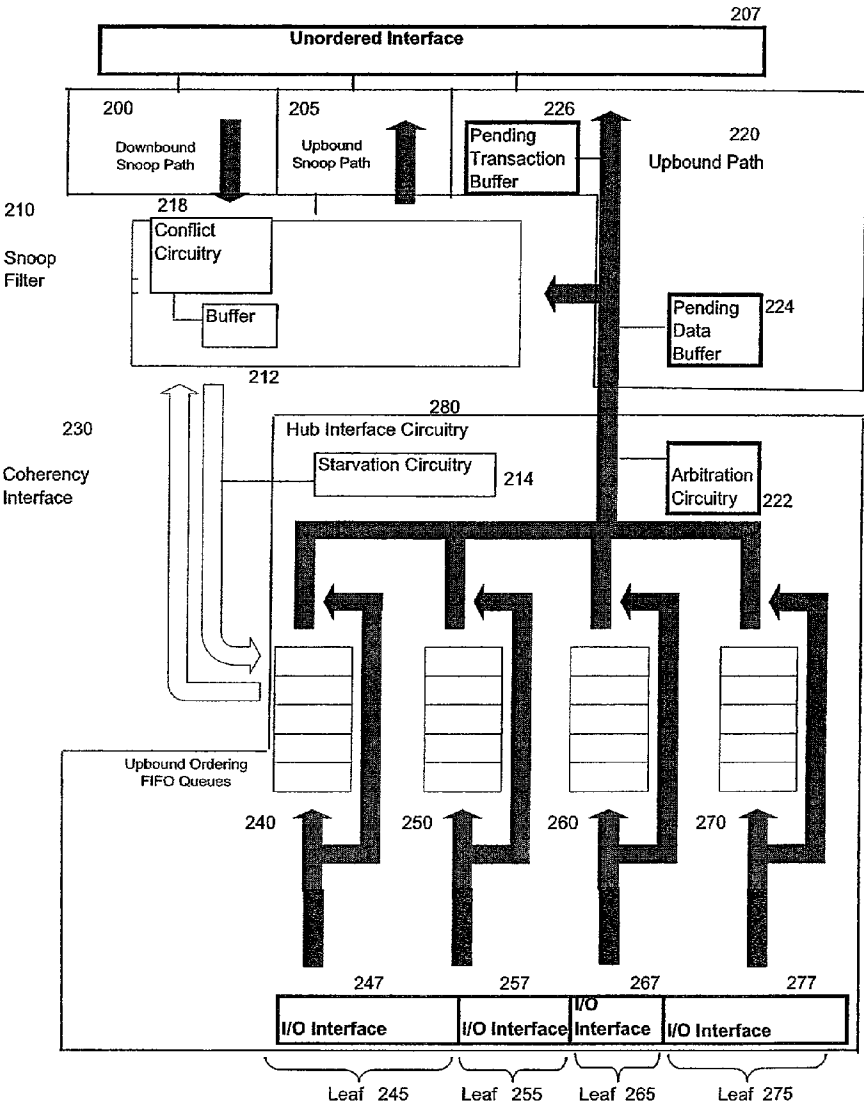 207
Unordered Interface
200
205
226
Downbound
Snoop Path
Upbound
Snoop Path
Pending
Transaction
Buffer
220
Upbound Path
210
Snoop
Filter
218
Conflict
Circuitry
Buffer
212
Pending
Data
Buffer
224
230
Coherency
Interface
280
Hub Interface Circuitry
Starvation Circuitry
214
Arbitration
Circuitry
222
Upbound Ordering
FIFO Queues
240
250
260
270
247
257
267
277
I/O Interface
I/O Interface
I/O
Interface
I/O Interface
Leaf 245
Leaf 255
Leaf 265
Leaf 275